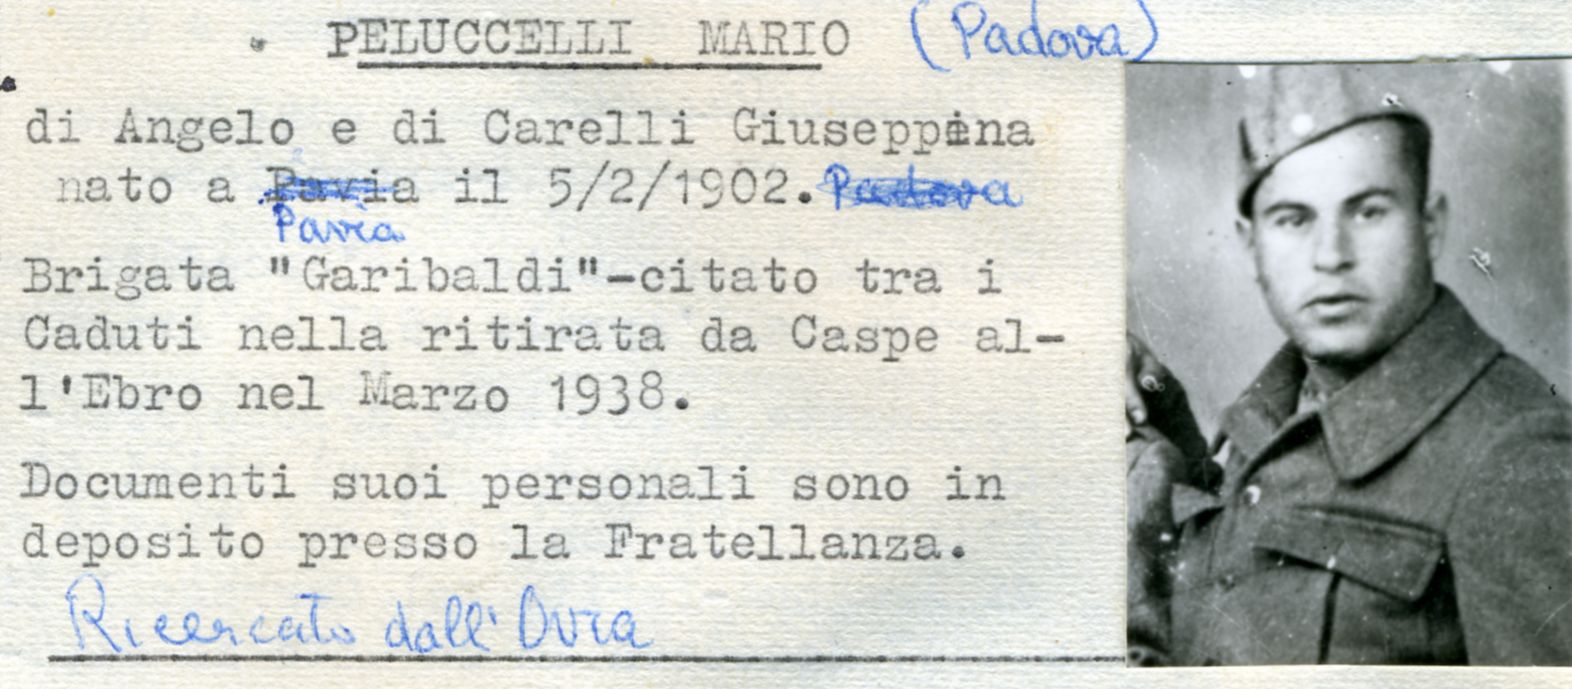 PELUCCELLI MARIO (Padova)
di Angelo e di Carelli Giuseppina
nato a Pavia il 5/2/1902. Padova
Pavia
Brigata "Garibaldi"-citato tra i
Caduti nella ritirata da Caspe al-
l'Ebro nel Marzo 1938.
Documenti suoi personali sono in
deposito presso la Fratellanza.
Ricercato dall'Ovra